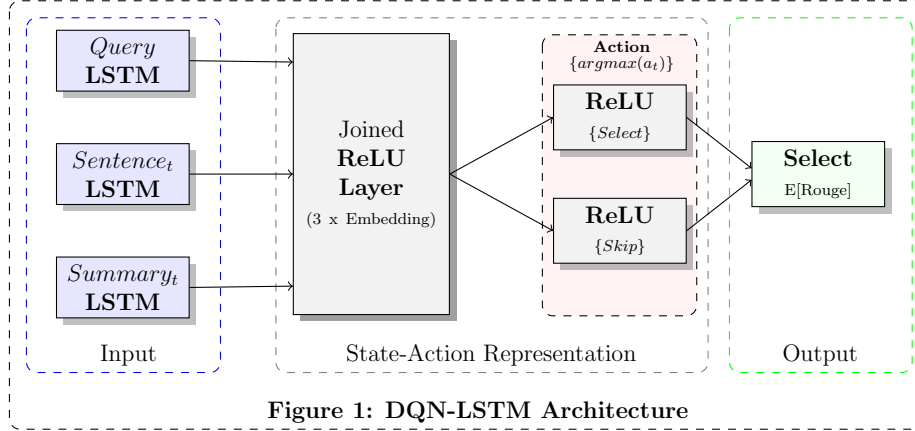 Query
LSTM
Sentence_t
LSTM
Summary_t
LSTM
Input
Joined
ReLU
Layer
(3 x Embedding)
Action
{argmax(a_t)}
ReLU
{Select}
ReLU
{Skip}
State-Action Representation
Select
E[Rouge]
Output
Figure 1: DQN-LSTM Architecture